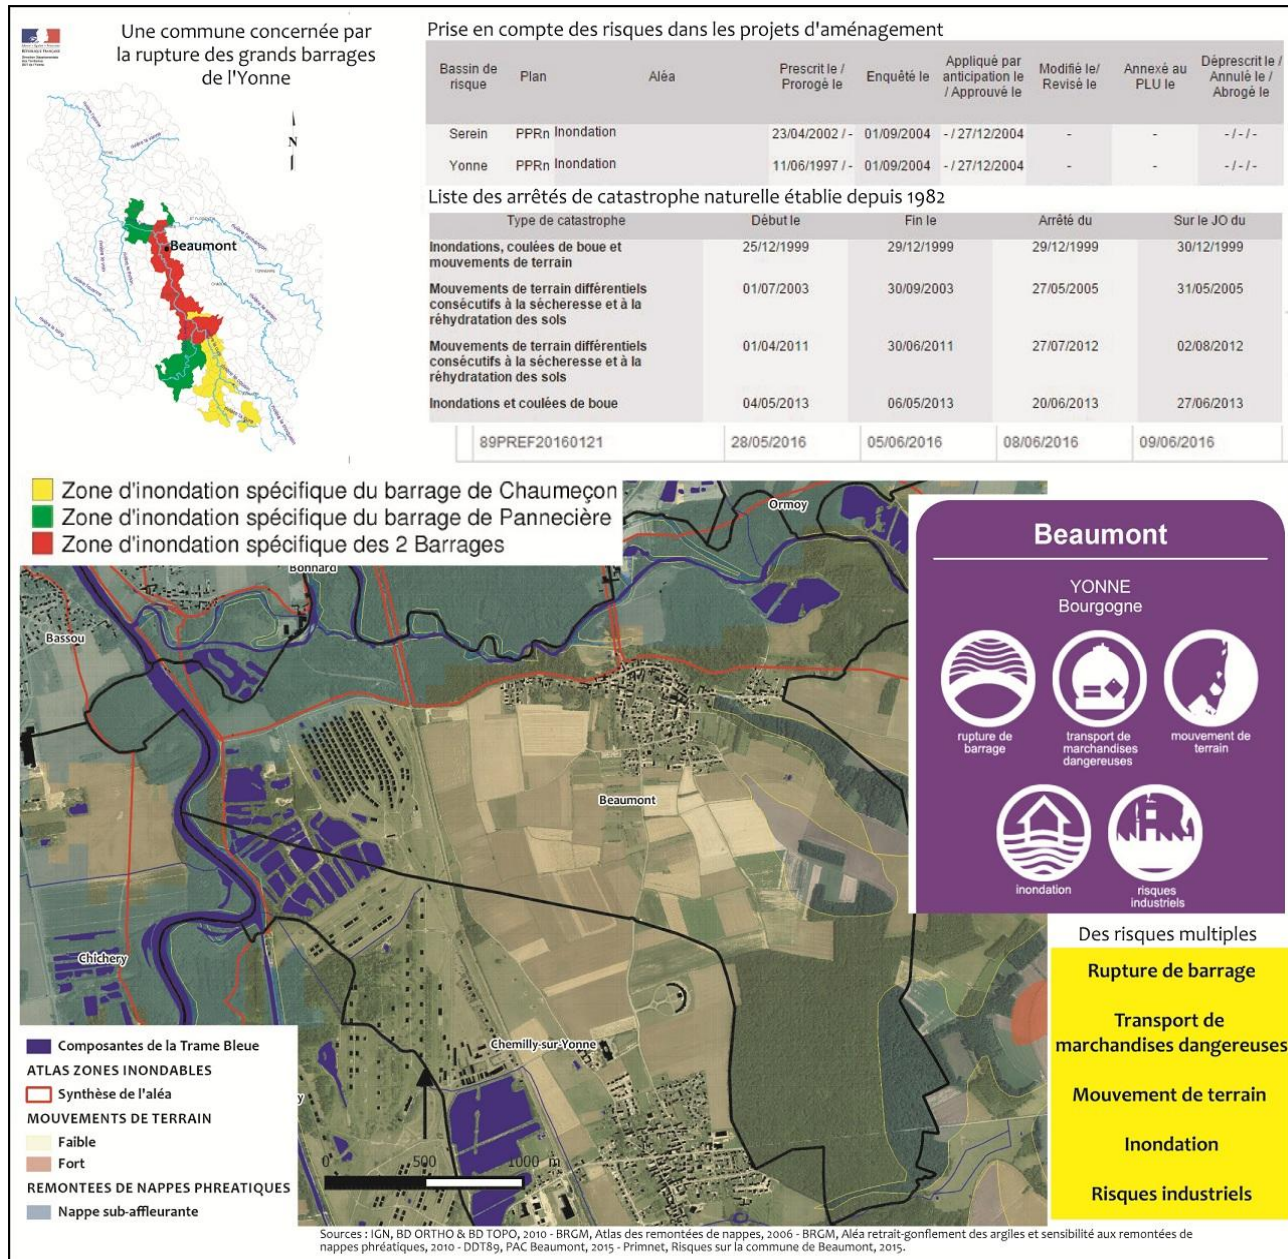 Une commune concernée par
la rupture des grands barrages
de l'Yonne
N
Beaumont
Prise en compte des risques dans les projets d'aménagement
Bassin de risque Plan Aléa Prescrit le / Prorogé le Enquêté le Appliqué par anticipation le / Approuvé le Modifié le/ Revisé le Annexé au PLU le Déprescrit le / Annulé le / Abrogé le
Serein PPRn Inondation 23/04/2002 / - 01/09/2004 - / 27/12/2004 - - - / - / -
Yonne PPRn Inondation 11/06/1997 / - 01/09/2004 - / 27/12/2004 - - - / - / -
Liste des arrêtés de catastrophe naturelle établie depuis 1982
Type de catastrophe Début le Fin le Arrêté du Sur le JO du
Inondations, coulées de boue et 25/12/1999 29/12/1999 29/12/1999 30/12/1999
mouvements de terrain
Mouvements de terrain différentiels 01/07/2003 30/09/2003 27/05/2005 31/05/2005
consécutifs à la sécheresse et à la
réhydratation des sols
Mouvements de terrain différentiels 01/04/2011 30/06/2011 27/07/2012 02/08/2012
consécutifs à la sécheresse et à la
réhydratation des sols
Inondations et coulées de boue 04/05/2013 06/05/2013 20/06/2013 27/06/2013
89PREF20160121 28/05/2016 05/06/2016 08/06/2016 09/06/2016
Zone d'inondation spécifique du barrage de Chaumeçon
Zone d'inondation spécifique du barrage de Pannecière
Zone d'inondation spécifique des 2 Barrages
Ormoy
Bonnard
Bassou
Beaumont
Chichery
Chemilly-sur-Yonne
y
Beaumont
YONNE
Bourgogne
rupture de
barrage
transport de
marchandises
dangereuses
mouvement de
terrain
inondation
risques
industriels
Des risques multiples
Rupture de barrage
Transport de
marchandises dangereuses
Mouvement de terrain
Inondation
Risques industriels
Composantes de la Trame Bleue
ATLAS ZONES INONDABLES
Synthèse de l'aléa
MOUVEMENTS DE TERRAIN
Faible
Fort
REMONTEES DE NAPPES PHREATIQUES
Nappe sub-affleurante
0 500 1000 m
Sources : IGN, BD ORTHO & BD TOPO, 2010 - BRGM, Atlas des remontées de nappes, 2006 - BRGM, Aléa retrait-gonflement des argiles et sensibilité aux remontées de
nappes phréatiques, 2010 - DDT89, PAC Beaumont, 2015 - Primnet, Risques sur la commune de Beaumont, 2015.